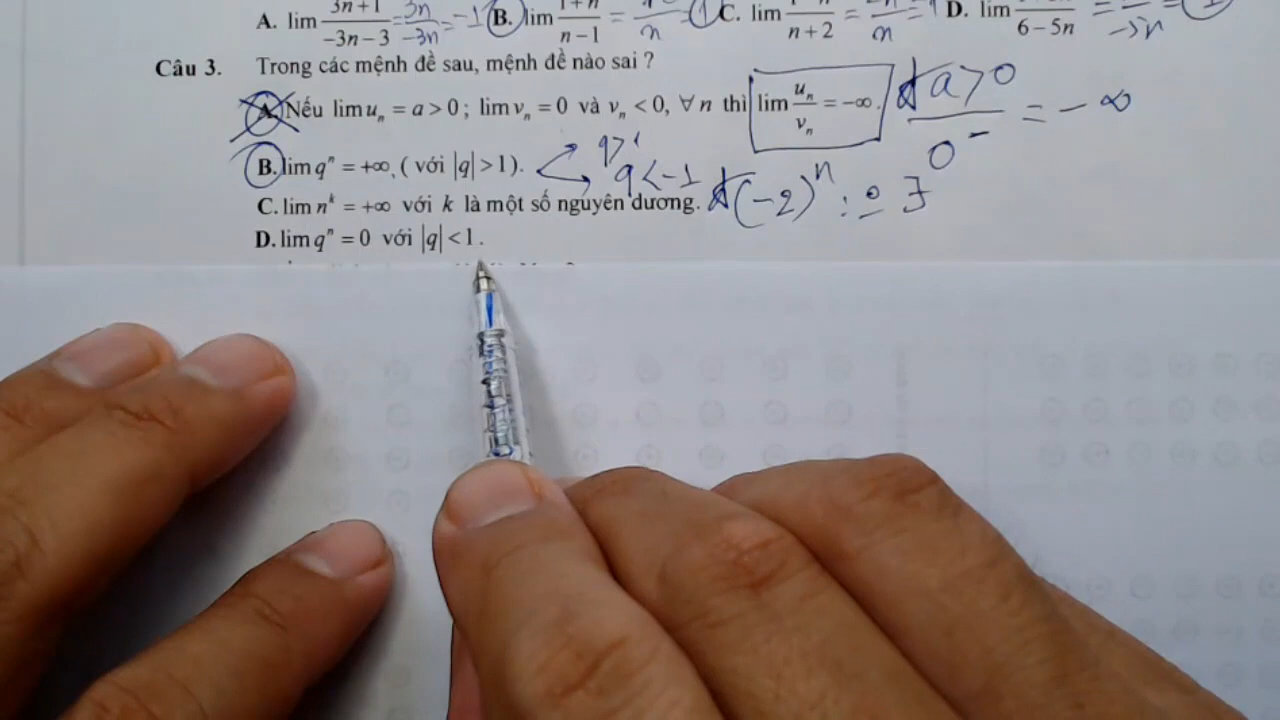 A. lim 3n+1/-3n-3 = 3n/-3n = -1 B. lim 1+n/n-1 = /n = 1 C. lim /n+2 = /n = D. lim /6-5n = /-5n =
Câu 3. Trong các mệnh đề sau, mệnh đề nào sai ?
A. Nếu lim uₙ = a > 0 ; lim vₙ = 0 và vₙ < 0, ∀ n thì lim uₙ/vₙ = -∞. a > 0 / 0⁻ = -∞
B. lim qⁿ = +∞, ( với |q| > 1). q > 1
q < -1
C. lim nᵏ = +∞ với k là một số nguyên dương. (-2)ⁿ : ∃
D. lim qⁿ = 0 với |q| < 1.